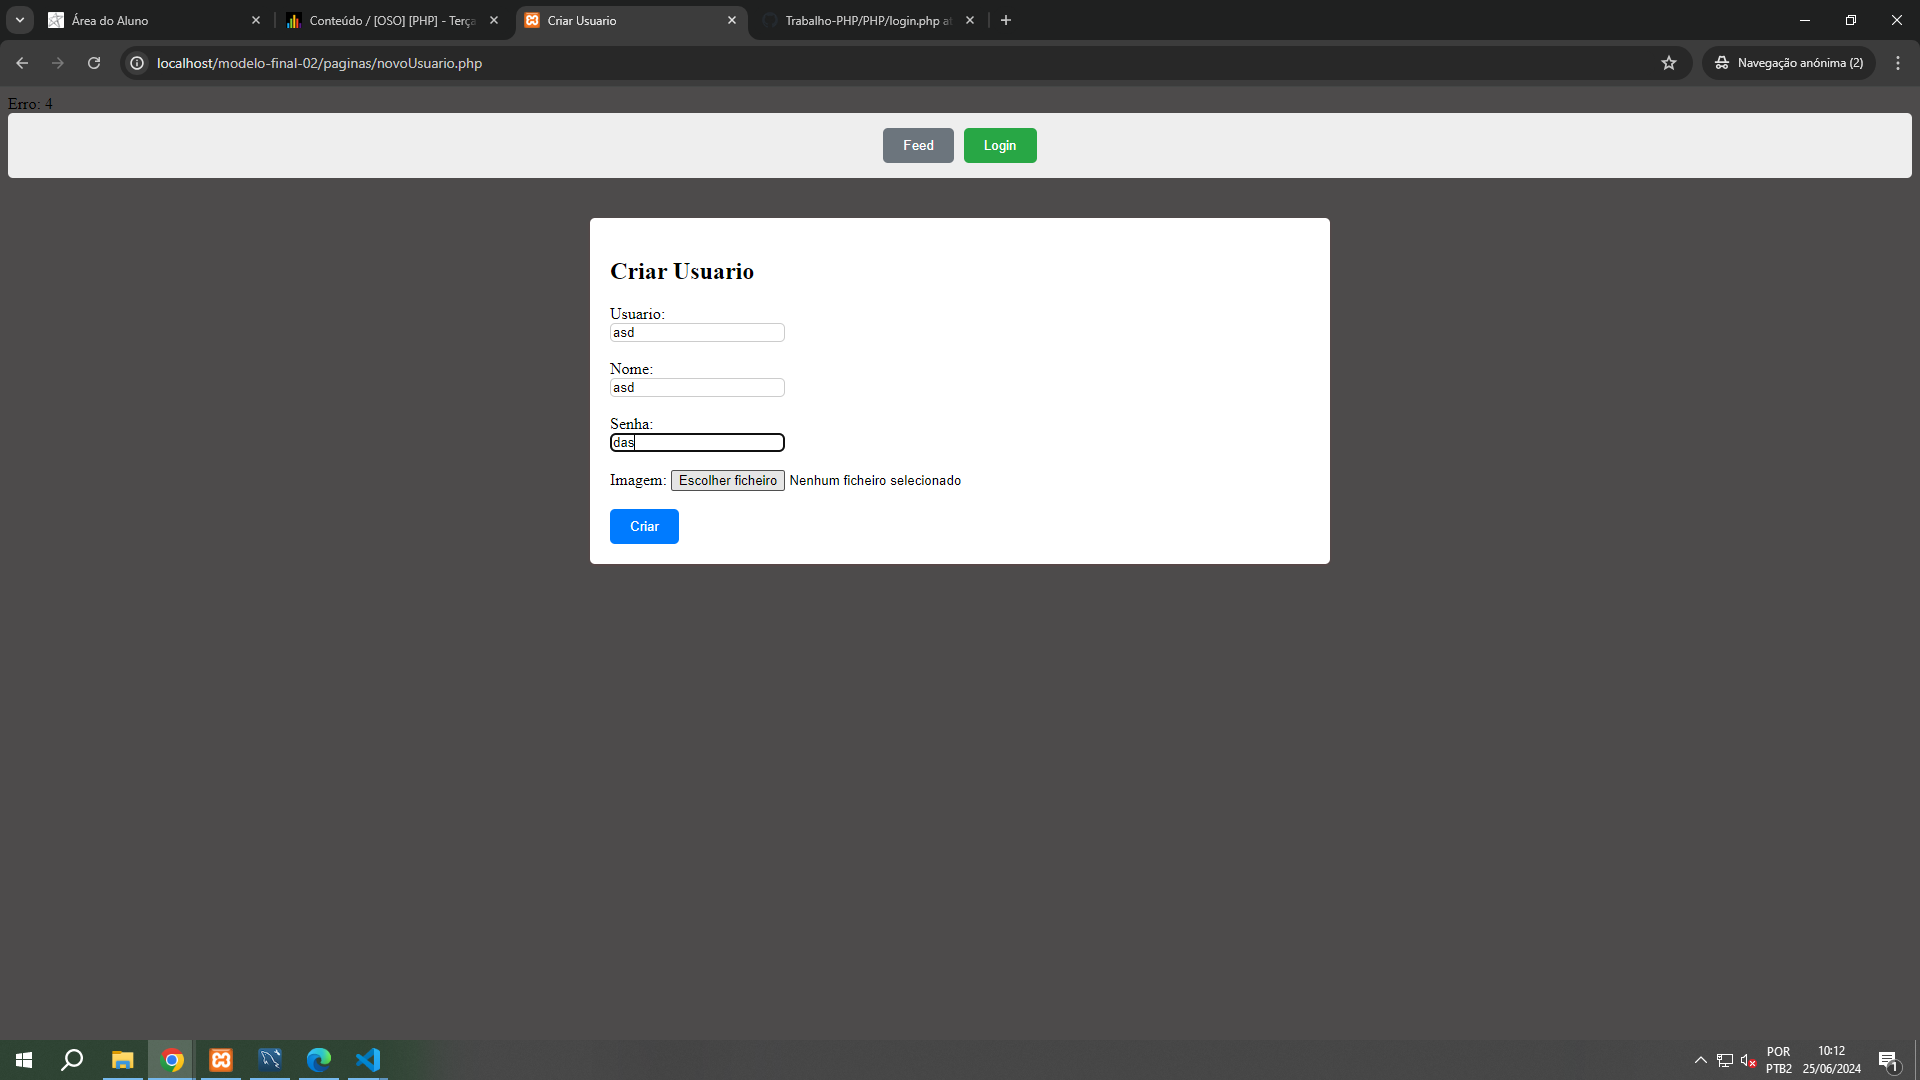 Área do Aluno
Conteúdo / [OSO] [PHP] - Terça
Criar Usuario
Trabalho-PHP/PHP/login.php at
localhost/modelo-final-02/paginas/novoUsuario.php
Navegação anónima (2)
Erro: 4
Feed
Login
Criar Usuario
Usuario:
asd
Nome:
asd
Senha:
das
Imagem: Escolher ficheiro Nenhum ficheiro selecionado
Criar
POR
PTB2
10:12
25/06/2024
1